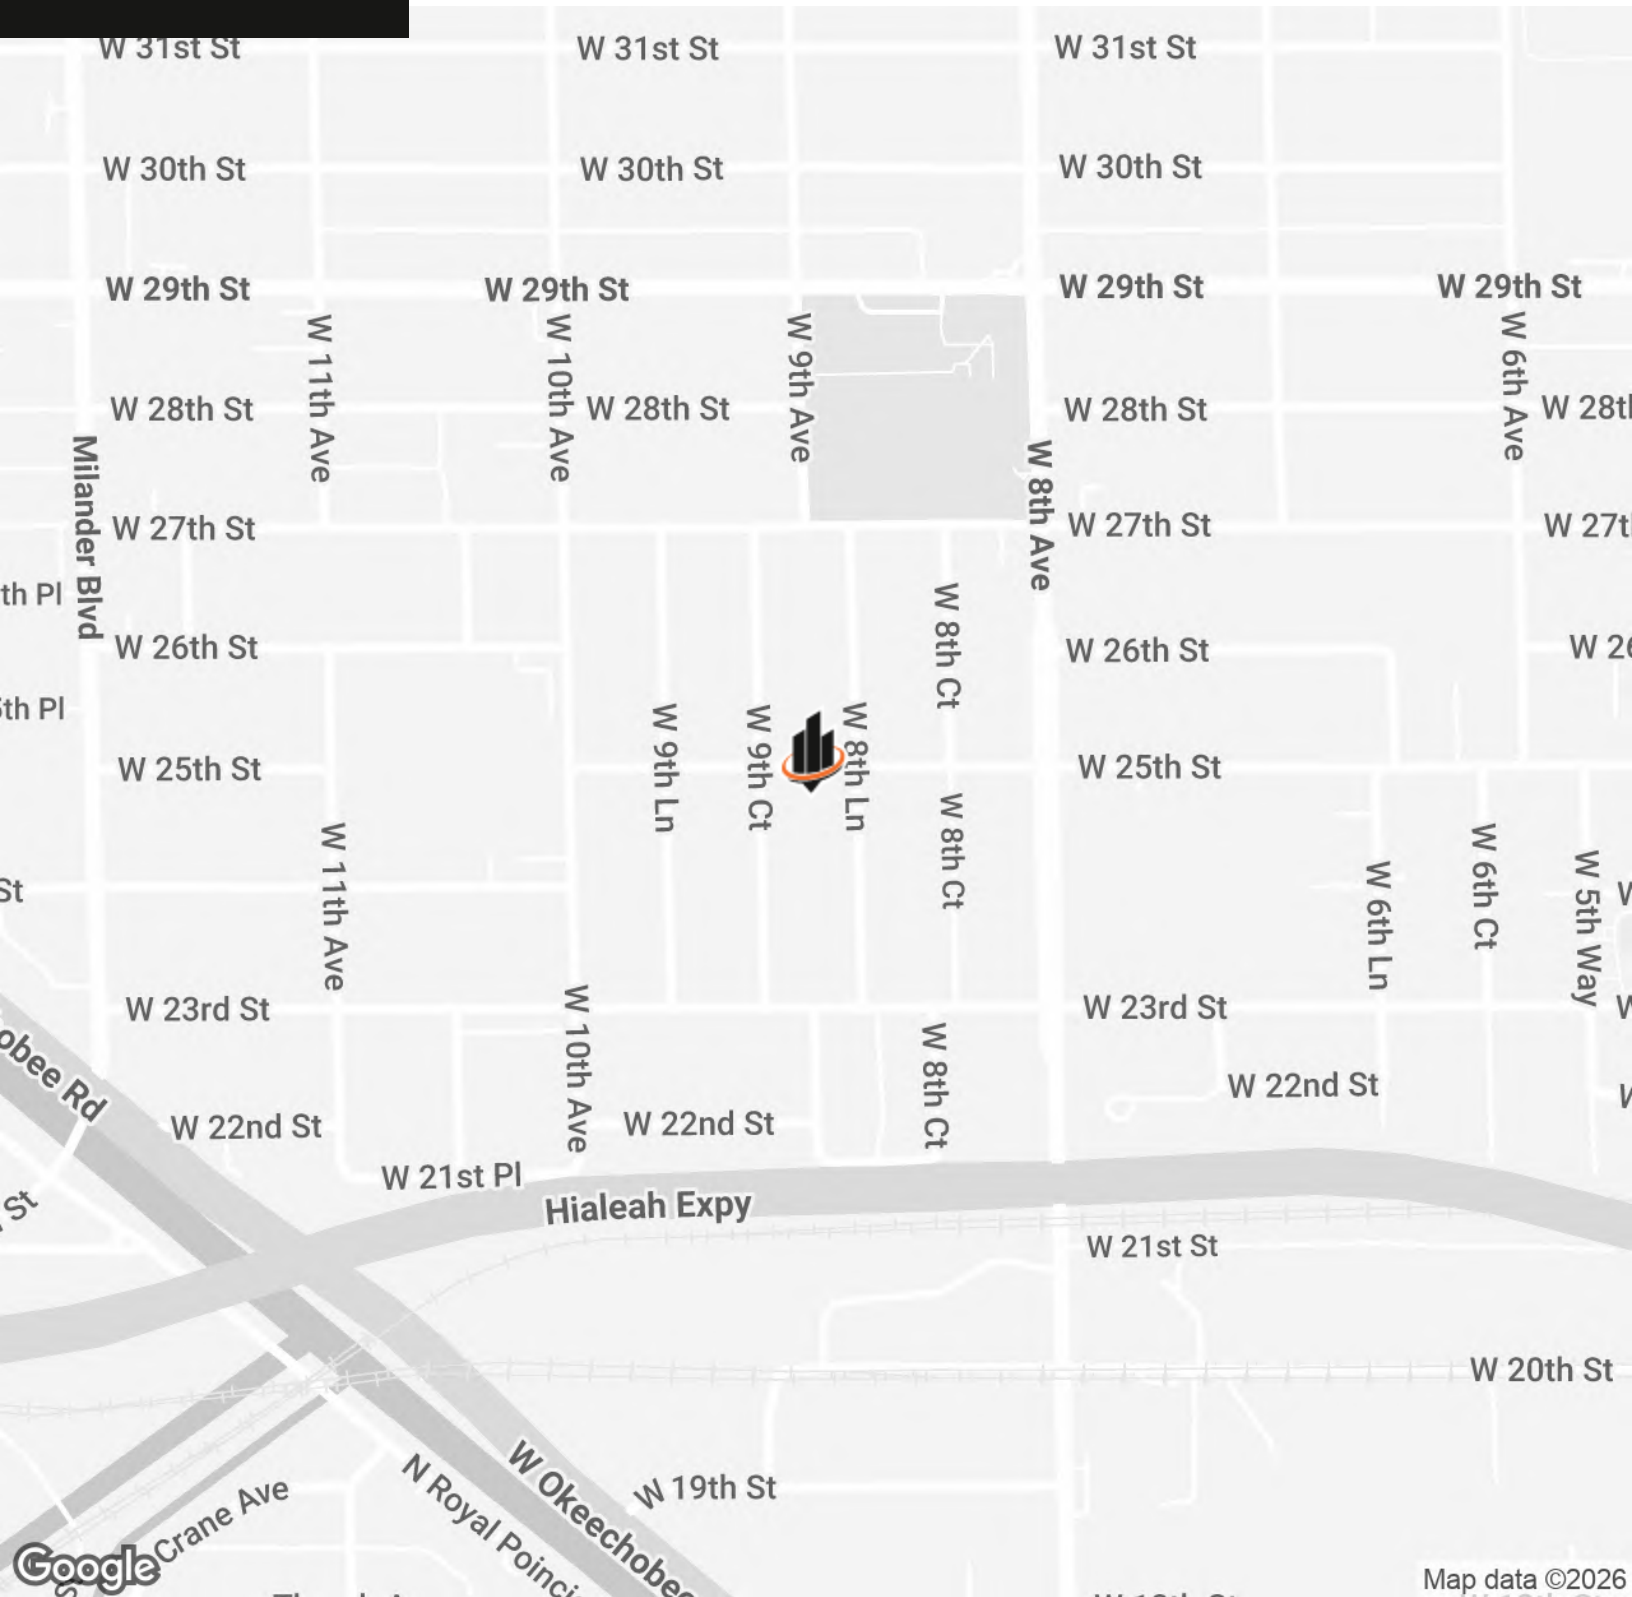 W 31st St
W 31st St
W 31st St
W 30th St
W 30th St
W 30th St
W 29th St
W 29th St
W 29th St
W 29th St
W 11th Ave
W 10th Ave
W 9th Ave
W 6th Ave
W 28th St
W 28th St
W 28th St
W 28t
Milander Blvd
W 8th Ave
W 27th St
W 27th St
W 27t
th Pl
W 8th Ct
W 26th St
W 26th St
W 26
5th Pl
W 9th Ln
W 9th Ct
W 8th Ln
W 25th St
W 25th St
W 8th Ct
W 11th Ave
W 6th Ln
W 6th Ct
W 5th Way
St
W
W 23rd St
W 23rd St
W
W 10th Ave
W 8th Ct
obee Rd
W 22nd St
W 22nd St
W 22nd St
W
W 21st Pl
St
Hialeah Expy
W 21st St
W 20th St
W 19th St
Crane Ave
N Royal Poinci
W Okeechobee
Google
Map data ©2026